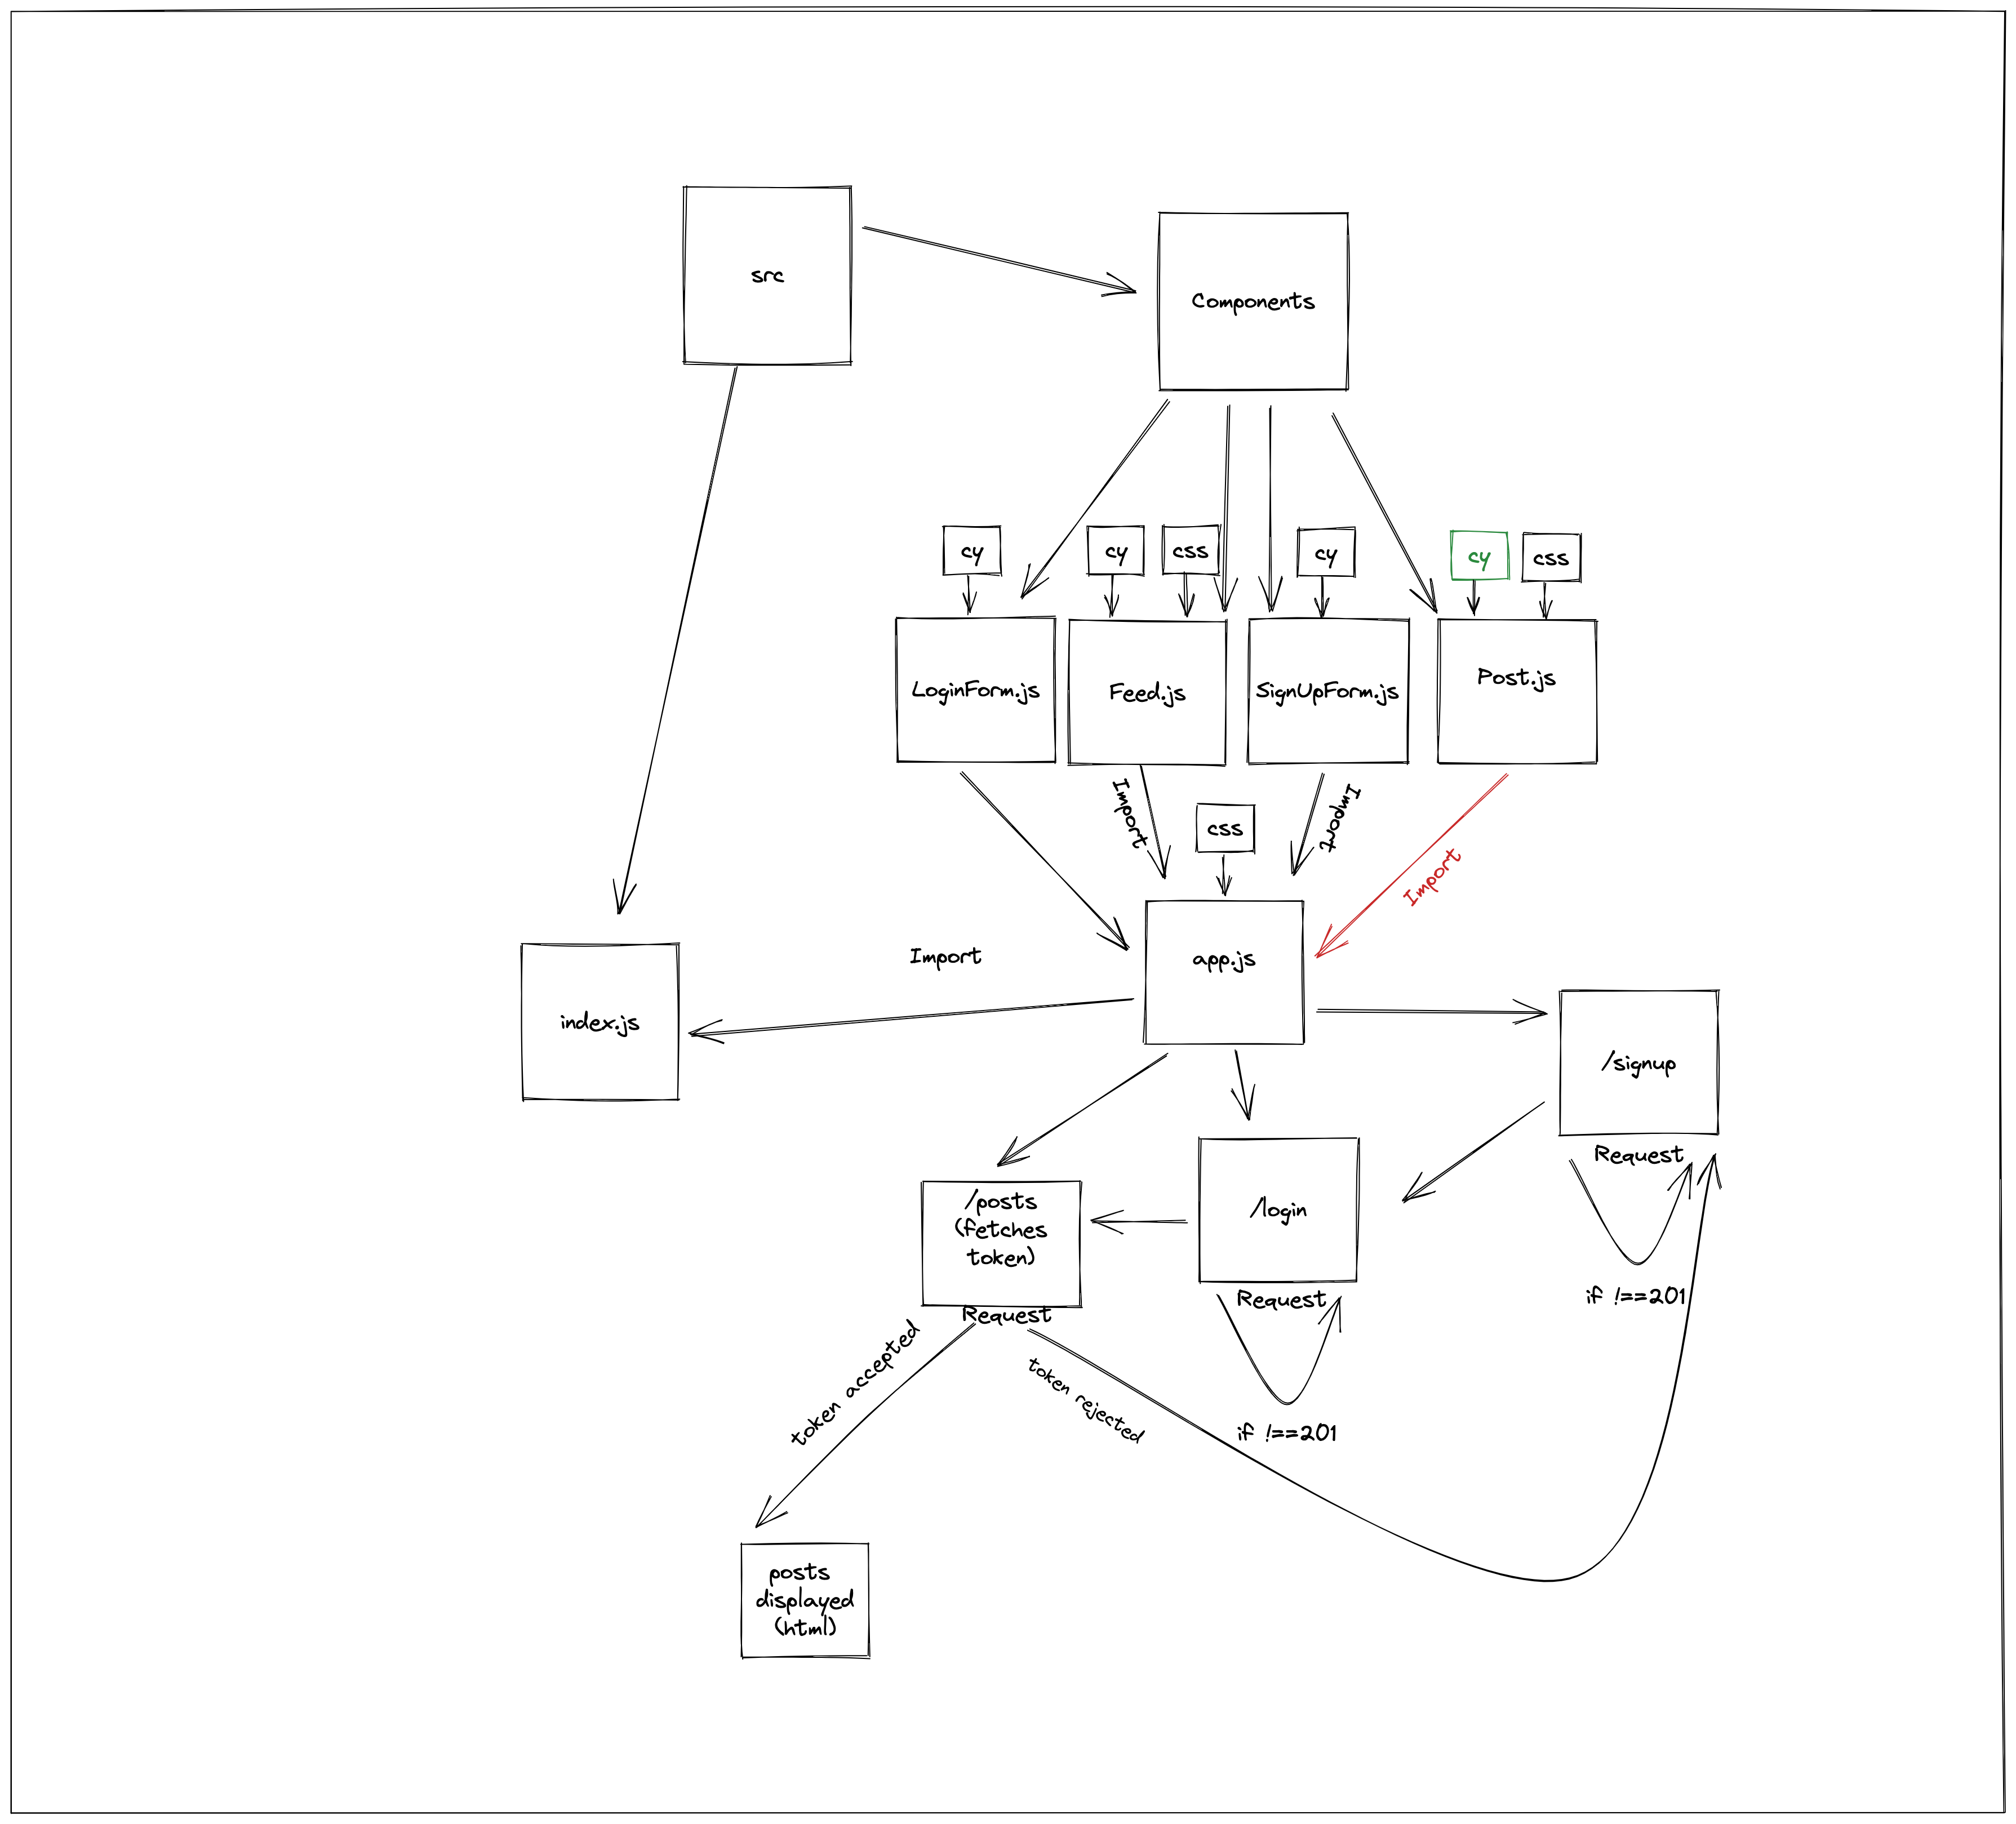 src
Components
cy
cy
css
cy
cy
css
LoginForm.js
Feed.js
SignUpForm.js
Post.js
Import
css
Import
Import
Import
app.js
index.js
/signup
Request
if !==201
/login
Request
if !==201
/posts
(fetches
token)
Request
token accepted
token rejected
posts
displayed
(html)